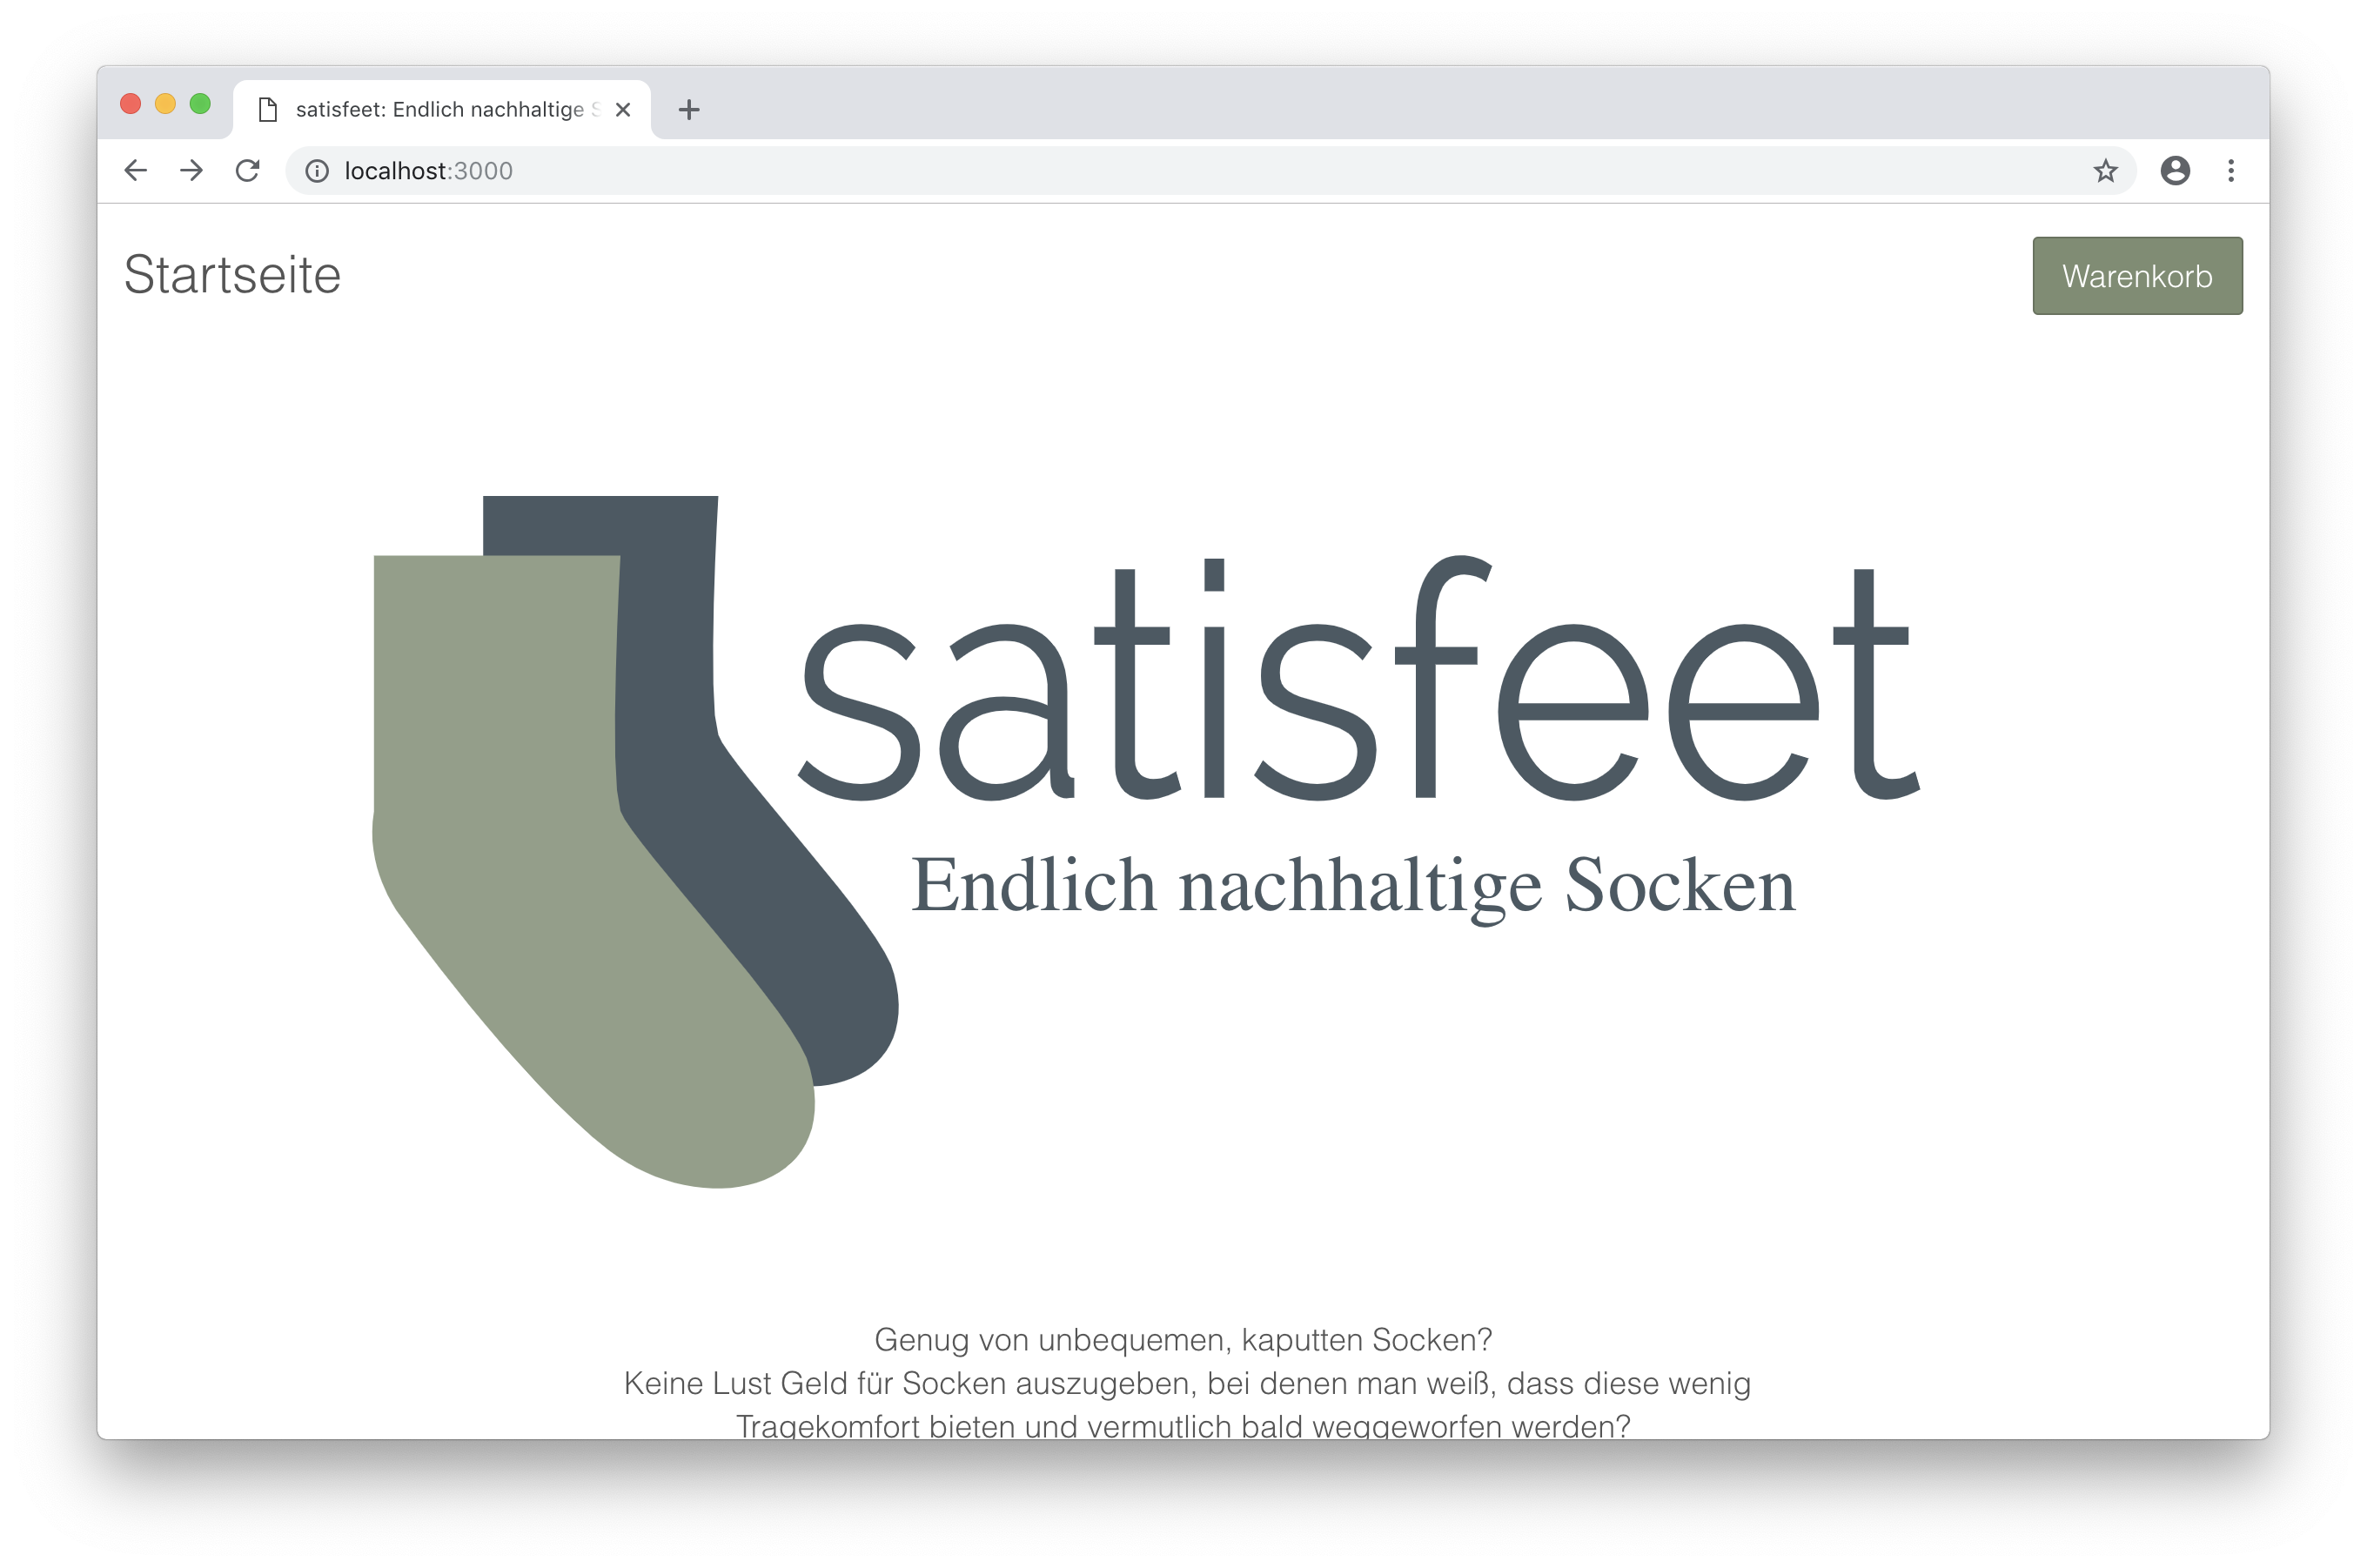 satisfeet: Endlich nachhaltige
localhost:3000
Startseite
Warenkorb
satisfeet
Endlich nachhaltige Socken
Genug von unbequemen, kaputten Socken?
Keine Lust Geld für Socken auszugeben, bei denen man weiß, dass diese wenig
Tragekomfort bieten und vermutlich bald weggeworfen werden?